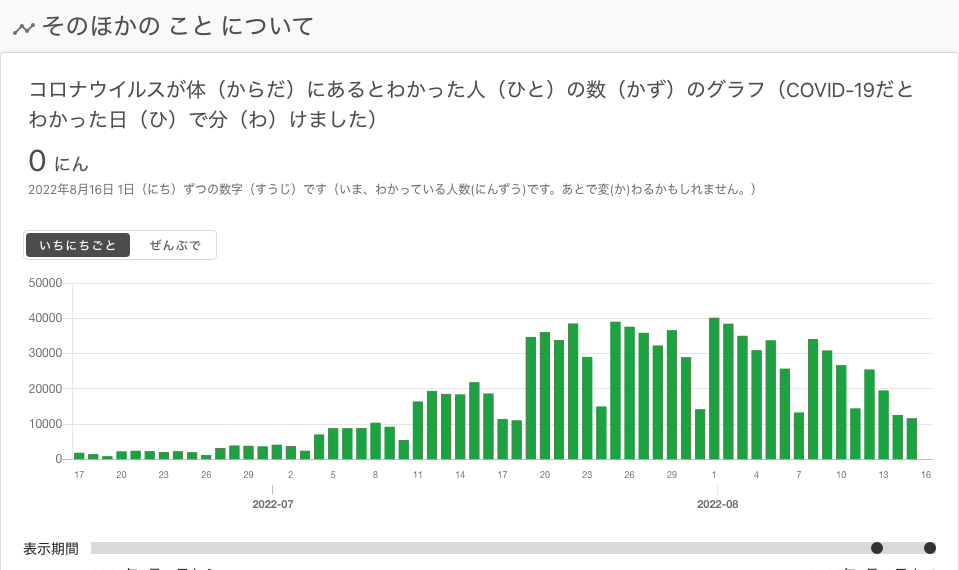 そのほかの こと について
コロナウイルスが体（からだ）にあるとわかった人（ひと）の数（かず）のグラフ（COVID-19だと
わかった日（ひ）で分（わ）けました）
0 にん
2022年8月16日 1日（にち）ずつの数字（すうじ）です（いま、わかっている人数(にんずう)です。あとで変(か)わるかもしれません。）
いちにちごと ぜんぶで
50000
40000
30000
20000
10000
0
17 20 23 26 29 2 5 8 11 14 17 20 23 26 29 1 4 7 10 13 16
2022-07 2022-08
表示期間